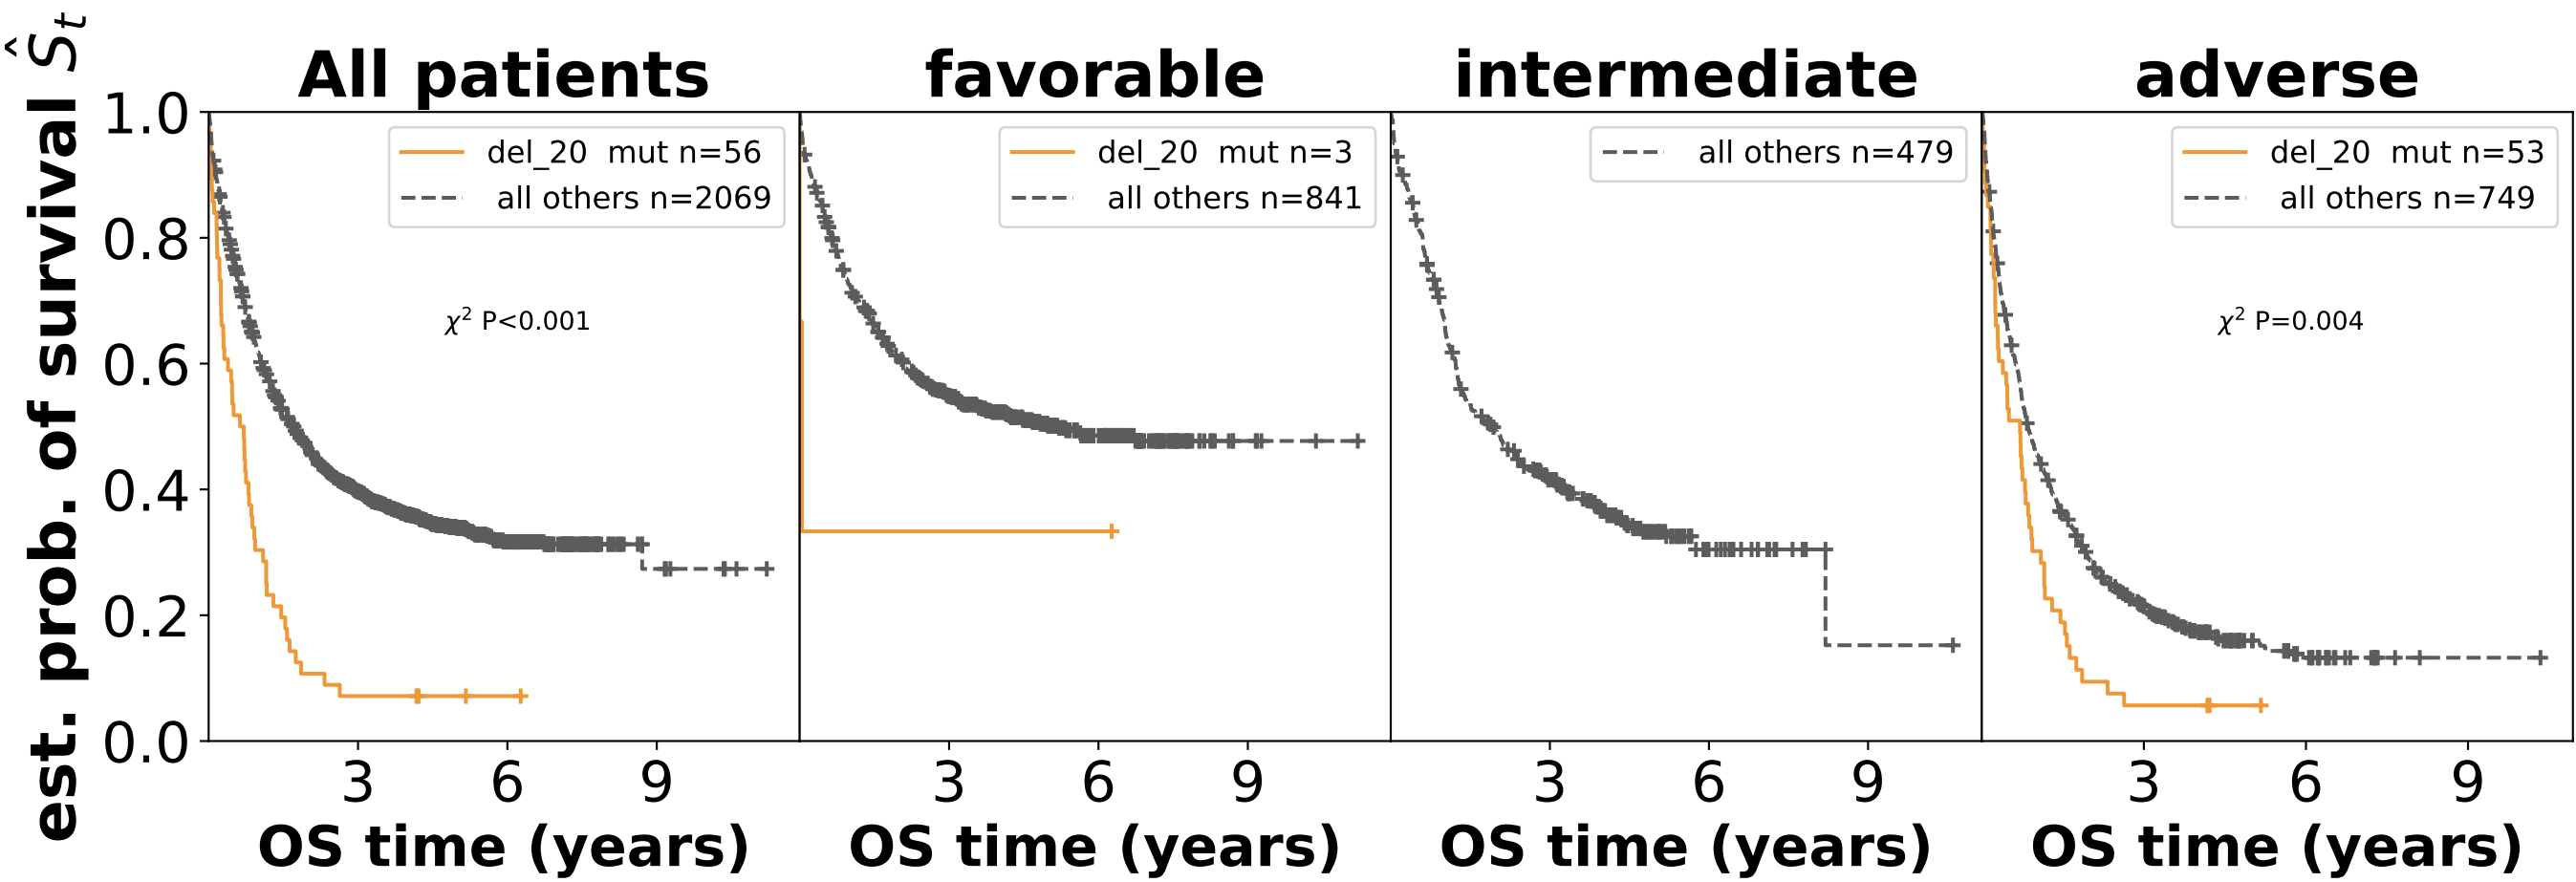 est. prob. of survival Ŝt
All patients
favorable
intermediate
adverse
1.0
0.8
0.6
0.4
0.2
0.0
del_20  mut n=56
all others n=2069
χ² P<0.001
3 6 9
OS time (years)
del_20  mut n=3
all others n=841
3 6 9
OS time (years)
all others n=479
3 6 9
OS time (years)
del_20  mut n=53
all others n=749
χ² P=0.004
3 6 9
OS time (years)